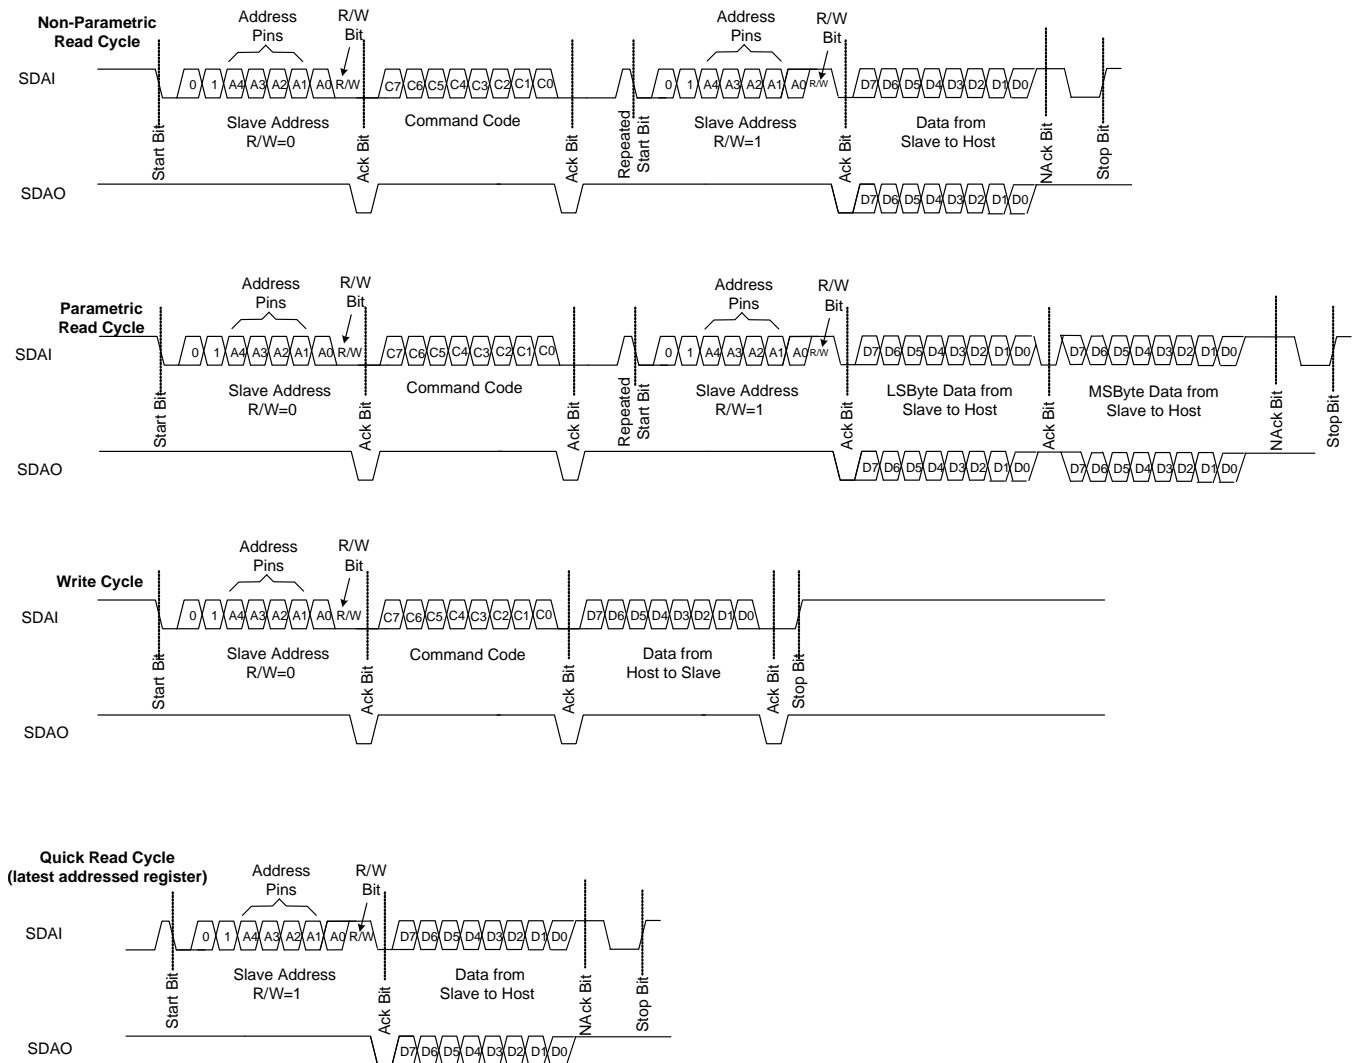 Non-Parametric
Read Cycle
Address
Pins
R/W
Bit
Address
Pins
R/W
Bit
SDAI
0 1 A4 A3 A2 A1 A0 R/W
C7 C6 C5 C4 C3 C2 C1 C0
0 1 A4 A3 A2 A1 A0 R/W
D7 D6 D5 D4 D3 D2 D1 D0
Slave Address
R/W=0
Command Code
Slave Address
R/W=1
Data from
Slave to Host
Start Bit
Ack Bit
Ack Bit
Repeated
Start Bit
Ack Bit
NAck Bit
Stop Bit
SDAO
D7 D6 D5 D4 D3 D2 D1 D0
Parametric
Read Cycle
Address
Pins
R/W
Bit
Address
Pins
R/W
Bit
SDAI
0 1 A4 A3 A2 A1 A0 R/W
C7 C6 C5 C4 C3 C2 C1 C0
0 1 A4 A3 A2 A1 A0 R/W
D7 D6 D5 D4 D3 D2 D1 D0
D7 D6 D5 D4 D3 D2 D1 D0
Slave Address
R/W=0
Command Code
Slave Address
R/W=1
LSByte Data from
Slave to Host
MSByte Data from
Slave to Host
Start Bit
Ack Bit
Ack Bit
Repeated
Start Bit
Ack Bit
Ack Bit
NAck Bit
Stop Bit
SDAO
D7 D6 D5 D4 D3 D2 D1 D0
D7 D6 D5 D4 D3 D2 D1 D0
Write Cycle
Address
Pins
R/W
Bit
SDAI
0 1 A4 A3 A2 A1 A0 R/W
C7 C6 C5 C4 C3 C2 C1 C0
D7 D6 D5 D4 D3 D2 D1 D0
Slave Address
R/W=0
Command Code
Data from
Host to Slave
Start Bit
Ack Bit
Ack Bit
Ack Bit
Stop Bit
SDAO
Quick Read Cycle
(latest addressed register)
Address
Pins
R/W
Bit
SDAI
0 1 A4 A3 A2 A1 A0 R/W
D7 D6 D5 D4 D3 D2 D1 D0
Slave Address
R/W=1
Data from
Slave to Host
Start Bit
Ack Bit
NAck Bit
Stop Bit
SDAO
D7 D6 D5 D4 D3 D2 D1 D0